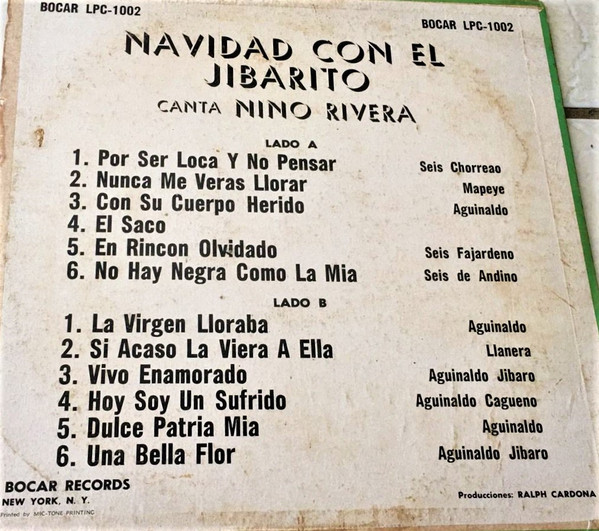 BOCAR LPC-1002
BOCAR LPC-1002
NAVIDAD CON EL
JIBARITO
CANTA NINO RIVERA
LADO A
1. Por Ser Loca Y No Pensar Seis Chorreao
2. Nunca Me Veras Llorar Mapeye
3. Con Su Cuerpo Herido Aguinaldo
4. El Saco
5. En Rincon Olvidado Seis Fajardeno
6. No Hay Negra Como La Mia Seis de Andino
LADO B
1. La Virgen Lloraba Aguinaldo
2. Si Acaso La Viera A Ella Llanera
3. Vivo Enamorado Aguinaldo Jibaro
4. Hoy Soy Un Sufrido Aguinaldo Cagueno
5. Dulce Patria Mia Aguinaldo
6. Una Bella Flor Aguinaldo Jibaro
BOCAR RECORDS
NEW YORK, N. Y.
Producciones: RALPH CARDONA
Printed by MIC-TONE PRINTING